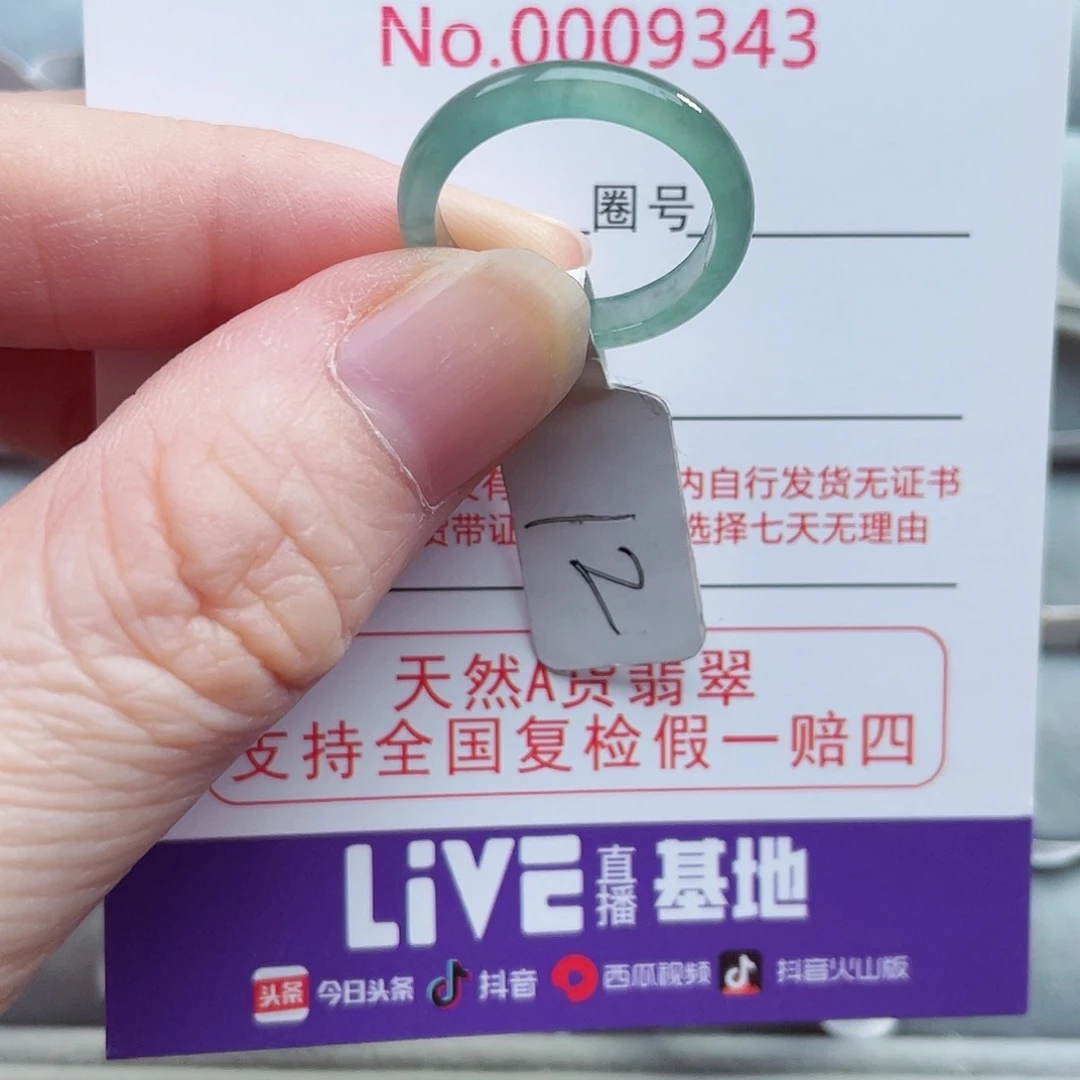 No.0009343
圈号
有 内自行发货无证书
货带证 选择七天无理由
12
天然A货翡翠
支持全国复检假一赔四
LiVE直播基地
头条 今日头条 抖音 西瓜视频 抖音火山版